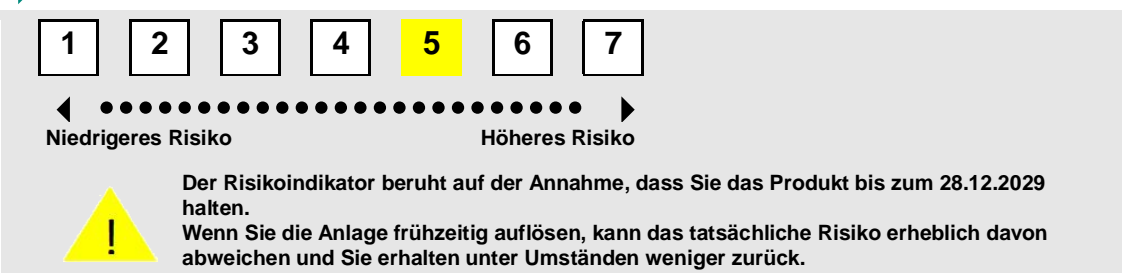 1 2 3 4 5 6 7
Niedrigeres Risiko Höheres Risiko
Der Risikoindikator beruht auf der Annahme, dass Sie das Produkt bis zum 28.12.2029
halten.
!
Wenn Sie die Anlage frühzeitig auflösen, kann das tatsächliche Risiko erheblich davon
abweichen und Sie erhalten unter Umständen weniger zurück.